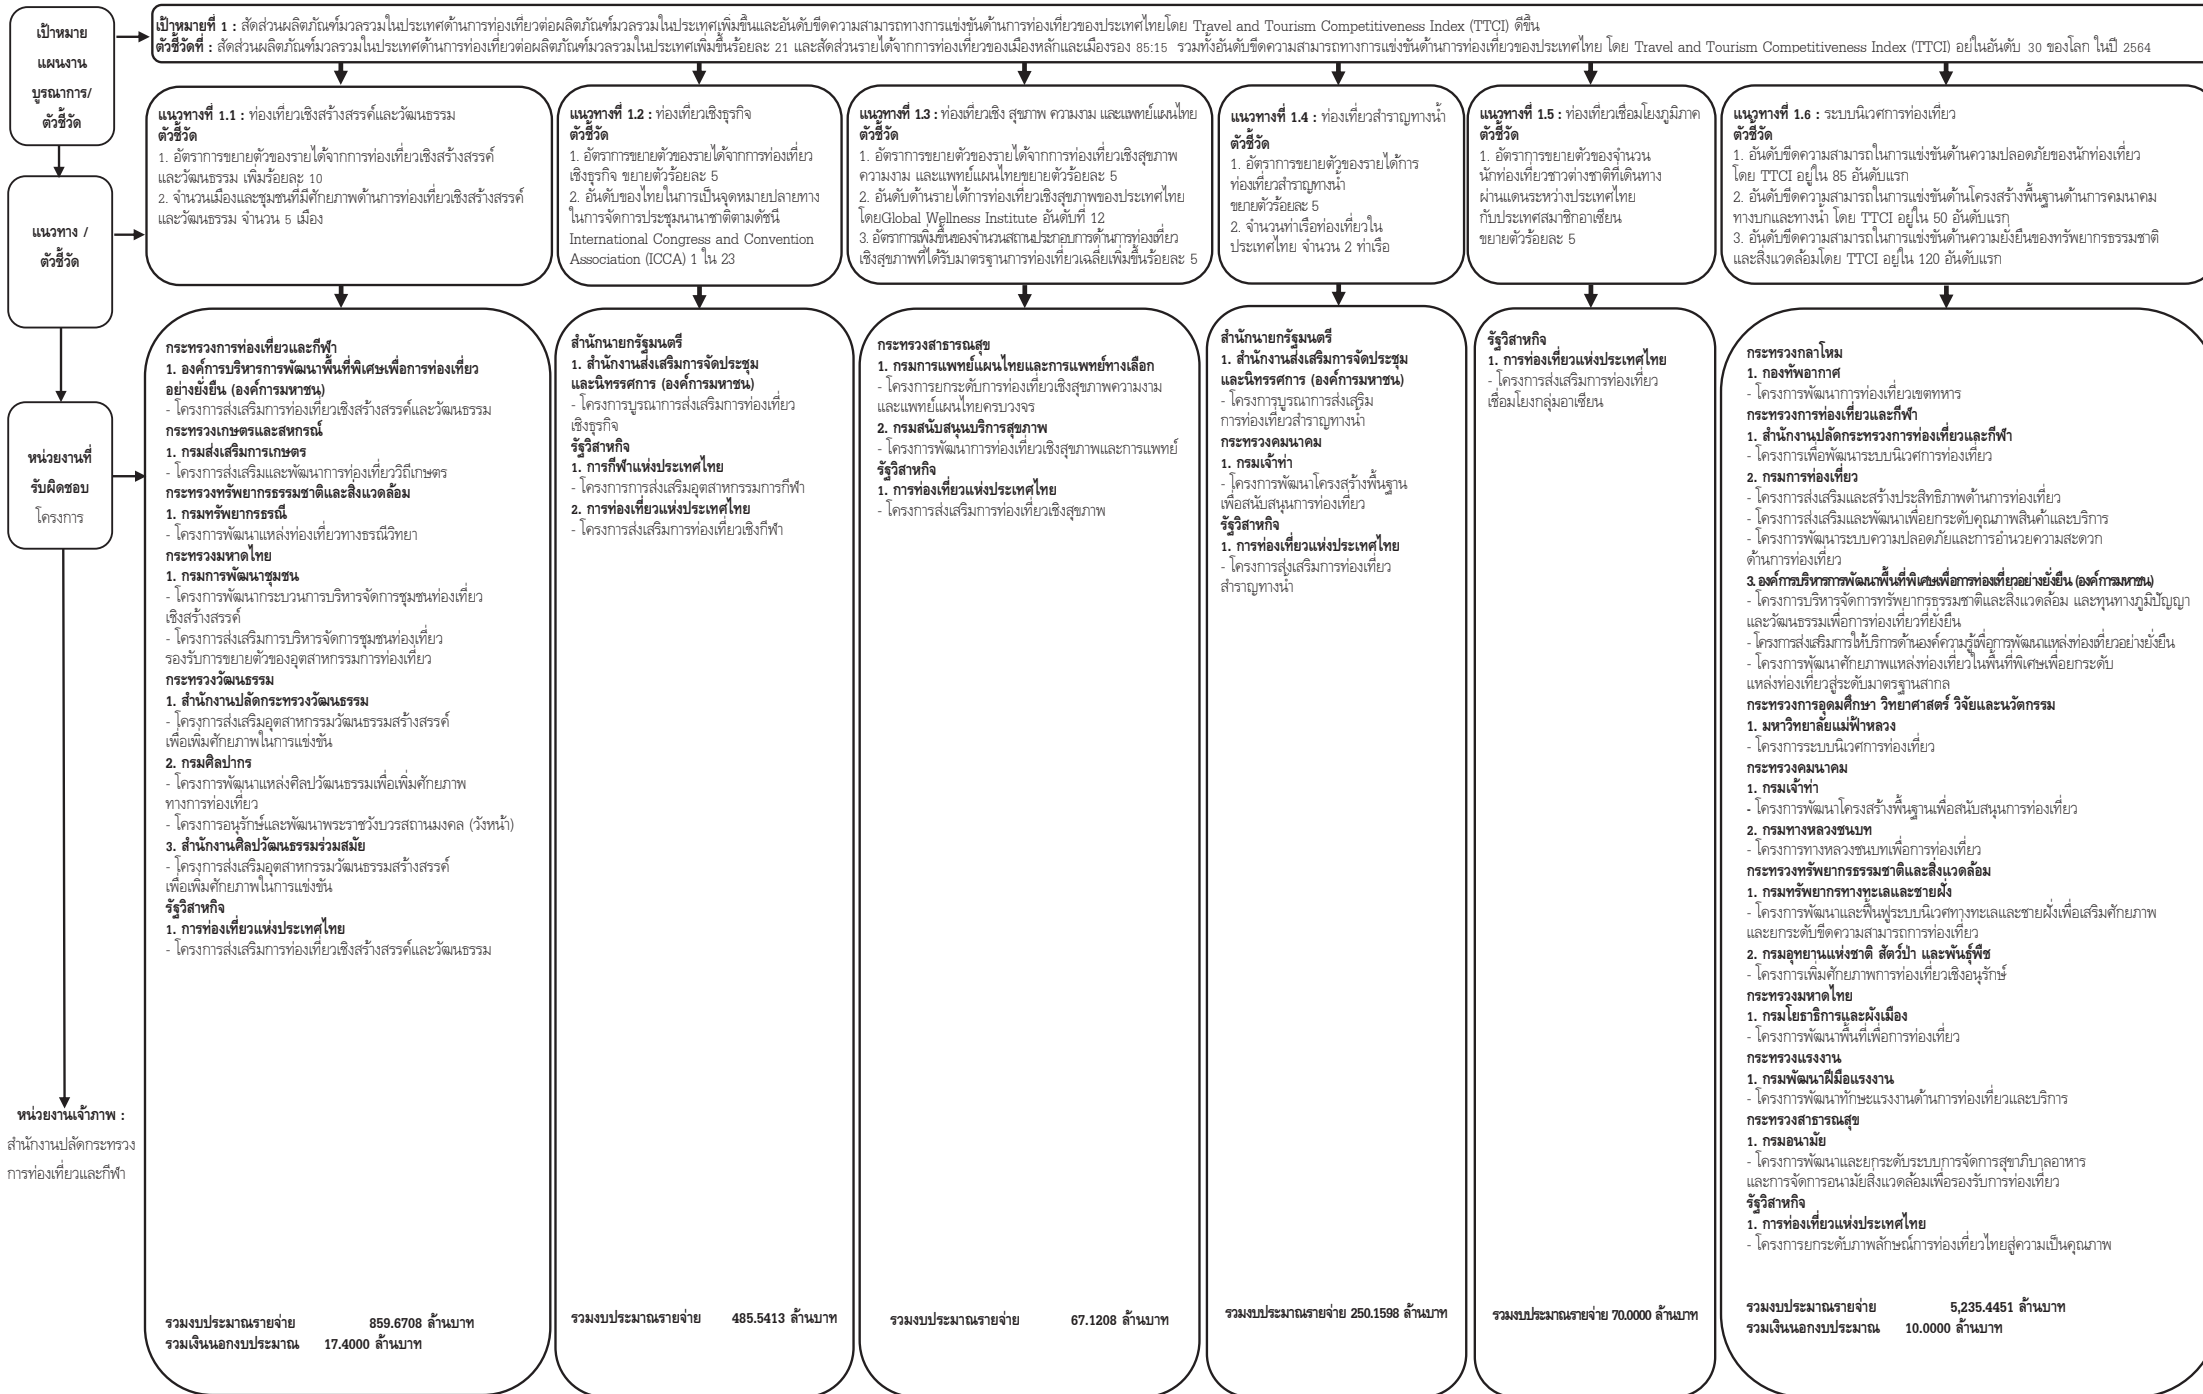 เป้าหมาย
แผนงาน
บูรณาการ/
ตัวชี้วัด
เป้าหมายที่ 1 : สัดส่วนผลิตภัณฑ์มวลรวมในประเทศด้านการท่องเที่ยวต่อผลิตภัณฑ์มวลรวมในประเทศเพิ่มขึ้นและอันดับขีดความสามารถทางการแข่งขันด้านการท่องเที่ยวของประเทศไทยโดย Travel and Tourism Competitiveness Index (TTCI) ดีขึ้น
ตัวชี้วัดที่ : สัดส่วนผลิตภัณฑ์มวลรวมในประเทศด้านการท่องเที่ยวต่อผลิตภัณฑ์มวลรวมในประเทศเพิ่มขึ้นร้อยละ 21 และสัดส่วนรายได้จากการท่องเที่ยวของเมืองหลักและเมืองรอง 85:15 รวมทั้งอันดับขีดความสามารถทางการแข่งขันด้านการท่องเที่ยวของประเทศไทย โดย Travel and Tourism Competitiveness Index (TTCI) อยู่ในอันดับ 30 ของโลก ในปี 2564
แนวทาง /
ตัวชี้วัด
แนวทางที่ 1.1 : ท่องเที่ยวเชิงสร้างสรรค์และวัฒนธรรม
ตัวชี้วัด
1. อัตราการขยายตัวของรายได้จากการท่องเที่ยวเชิงสร้างสรรค์
และวัฒนธรรม เพิ่มร้อยละ 10
2. จำนวนเมืองและชุมชนที่มีศักยภาพด้านการท่องเที่ยวเชิงสร้างสรรค์
และวัฒนธรรม จำนวน 5 เมือง
แนวทางที่ 1.2 : ท่องเที่ยวเชิงธุรกิจ
ตัวชี้วัด
1. อัตราการขยายตัวของรายได้จากการท่องเที่ยว
เชิงธุรกิจ ขยายตัวร้อยละ 5
2. อันดับของไทยในการเป็นจุดหมายปลายทาง
ในการจัดการประชุมนานาชาติตามดัชนี
International Congress and Convention
Association (ICCA) 1 ใน 23
แนวทางที่ 1.3 : ท่องเที่ยวเชิง สุขภาพ ความงาม และแพทย์แผนไทย
ตัวชี้วัด
1. อัตราการขยายตัวของรายได้จากการท่องเที่ยวเชิงสุขภาพ
ความงาม และแพทย์แผนไทยขยายตัวร้อยละ 5
2. อันดับด้านรายได้การท่องเที่ยวเชิงสุขภาพของประเทศไทย
โดยGlobal Wellness Institute อันดับที่ 12
3. อัตราการเพิ่มขึ้นของจำนวนสถานประกอบการด้านการท่องเที่ยว
เชิงสุขภาพที่ได้รับมาตรฐานการท่องเที่ยวเฉลี่ยเพิ่มขึ้นร้อยละ 5
แนวทางที่ 1.4 : ท่องเที่ยวสำราญทางน้ำ
ตัวชี้วัด
1. อัตราการขยายตัวของรายได้การ
ท่องเที่ยวสำราญทางน้ำ
ขยายตัวร้อยละ 5
2. จำนวนท่าเรือท่องเที่ยวใน
ประเทศไทย จำนวน 2 ท่าเรือ
แนวทางที่ 1.5 : ท่องเที่ยวเชื่อมโยงภูมิภาค
ตัวชี้วัด
1. อัตราการขยายตัวของจำนวน
นักท่องเที่ยวชาวต่างชาติที่เดินทาง
ผ่านแดนระหว่างประเทศไทย
กับประเทศสมาชิกอาเซียน
ขยายตัวร้อยละ 5
แนวทางที่ 1.6 : ระบบนิเวศการท่องเที่ยว
ตัวชี้วัด
1. อันดับขีดความสามารถในการแข่งขันด้านความปลอดภัยของนักท่องเที่ยว
โดย TTCI อยู่ใน 85 อันดับแรก
2. อันดับขีดความสามารถในการแข่งขันด้านโครงสร้างพื้นฐานด้านการคมนาคม
ทางบกและทางน้ำ โดย TTCI อยู่ใน 50 อันดับแรก
3. อันดับขีดความสามารถในการแข่งขันด้านความยั่งยืนของทรัพยากรธรรมชาติ
และสิ่งแวดล้อมโดย TTCI อยู่ใน 120 อันดับแรก
หน่วยงานที่
รับผิดชอบ
โครงการ
กระทรวงการท่องเที่ยวและกีฬา
1. องค์การบริหารการพัฒนาพื้นที่พิเศษเพื่อการท่องเที่ยว
อย่างยั่งยืน (องค์การมหาชน)
- โครงการส่งเสริมการท่องเที่ยวเชิงสร้างสรรค์และวัฒนธรรม
กระทรวงเกษตรและสหกรณ์
1. กรมส่งเสริมการเกษตร
- โครงการส่งเสริมและพัฒนาการท่องเที่ยววิถีเกษตร
กระทรวงทรัพยากรธรรมชาติและสิ่งแวดล้อม
1. กรมทรัพยากรธรณี
- โครงการพัฒนาแหล่งท่องเที่ยวทางธรณีวิทยา
กระทรวงมหาดไทย
1. กรมการพัฒนาชุมชน
- โครงการพัฒนากระบวนการบริหารจัดการชุมชนท่องเที่ยว
เชิงสร้างสรรค์
- โครงการส่งเสริมการบริหารจัดการชุมชนท่องเที่ยว
รองรับการขยายตัวของอุตสาหกรรมการท่องเที่ยว
กระทรวงวัฒนธรรม
1. สำนักงานปลัดกระทรวงวัฒนธรรม
- โครงการส่งเสริมอุตสาหกรรมวัฒนธรรมสร้างสรรค์
เพื่อเพิ่มศักยภาพในการแข่งขัน
2. กรมศิลปากร
- โครงการพัฒนาแหล่งศิลปวัฒนธรรมเพื่อเพิ่มศักยภาพ
ทางการท่องเที่ยว
- โครงการอนุรักษ์และพัฒนาพระราชวังบวรสถานมงคล (วังหน้า)
3. สำนักงานศิลปวัฒนธรรมร่วมสมัย
- โครงการส่งเสริมอุตสาหกรรมวัฒนธรรมสร้างสรรค์
เพื่อเพิ่มศักยภาพในการแข่งขัน
รัฐวิสาหกิจ
1. การท่องเที่ยวแห่งประเทศไทย
- โครงการส่งเสริมการท่องเที่ยวเชิงสร้างสรรค์และวัฒนธรรม
รวมงบประมาณรายจ่าย 859.6708 ล้านบาท
รวมเงินนอกงบประมาณ 17.4000 ล้านบาท
สำนักนายกรัฐมนตรี
1. สำนักงานส่งเสริมการจัดประชุม
และนิทรรศการ (องค์การมหาชน)
- โครงการบูรณาการส่งเสริมการท่องเที่ยว
เชิงธุรกิจ
รัฐวิสาหกิจ
1. การกีฬาแห่งประเทศไทย
- โครงการการส่งเสริมอุตสาหกรรมการกีฬา
2. การท่องเที่ยวแห่งประเทศไทย
- โครงการส่งเสริมการท่องเที่ยวเชิงกีฬา
รวมงบประมาณรายจ่าย 485.5413 ล้านบาท
กระทรวงสาธารณสุข
1. กรมการแพทย์แผนไทยและการแพทย์ทางเลือก
- โครงการยกระดับการท่องเที่ยวเชิงสุขภาพความงาม
และแพทย์แผนไทยครบวงจร
2. กรมสนับสนุนบริการสุขภาพ
- โครงการพัฒนาการท่องเที่ยวเชิงสุขภาพและการแพทย์
รัฐวิสาหกิจ
1. การท่องเที่ยวแห่งประเทศไทย
- โครงการส่งเสริมการท่องเที่ยวเชิงสุขภาพ
รวมงบประมาณรายจ่าย 67.1208 ล้านบาท
สำนักนายกรัฐมนตรี
1. สำนักงานส่งเสริมการจัดประชุม
และนิทรรศการ (องค์การมหาชน)
- โครงการบูรณาการส่งเสริม
การท่องเที่ยวสำราญทางน้ำ
กระทรวงคมนาคม
1. กรมเจ้าท่า
- โครงการพัฒนาโครงสร้างพื้นฐาน
เพื่อสนับสนุนการท่องเที่ยว
รัฐวิสาหกิจ
1. การท่องเที่ยวแห่งประเทศไทย
- โครงการส่งเสริมการท่องเที่ยว
สำราญทางน้ำ
รวมงบประมาณรายจ่าย 250.1598 ล้านบาท
รัฐวิสาหกิจ
1. การท่องเที่ยวแห่งประเทศไทย
- โครงการส่งเสริมการท่องเที่ยว
เชื่อมโยงกลุ่มอาเซียน
รวมงบประมาณรายจ่าย 70.0000 ล้านบาท
กระทรวงกลาโหม
1. กองทัพอากาศ
- โครงการพัฒนาการท่องเที่ยวเขตทหาร
กระทรวงการท่องเที่ยวและกีฬา
1. สำนักงานปลัดกระทรวงการท่องเที่ยวและกีฬา
- โครงการเพื่อพัฒนาระบบนิเวศการท่องเที่ยว
2. กรมการท่องเที่ยว
- โครงการส่งเสริมและสร้างประสิทธิภาพด้านการท่องเที่ยว
- โครงการส่งเสริมและพัฒนาเพื่อยกระดับคุณภาพสินค้าและบริการ
- โครงการพัฒนาระบบความปลอดภัยและการอำนวยความสะดวก
ด้านการท่องเที่ยว
3. องค์การบริหารการพัฒนาพื้นที่พิเศษเพื่อการท่องเที่ยวอย่างยั่งยืน (องค์การมหาชน)
- โครงการบริหารจัดการทรัพยากรธรรมชาติและสิ่งแวดล้อม และทุนทางภูมิปัญญา
และวัฒนธรรมเพื่อการท่องเที่ยวที่ยั่งยืน
- โครงการส่งเสริมการให้บริการด้านองค์ความรู้เพื่อการพัฒนาแหล่งท่องเที่ยวอย่างยั่งยืน
- โครงการพัฒนาศักยภาพแหล่งท่องเที่ยวในพื้นที่พิเศษเพื่อยกระดับ
แหล่งท่องเที่ยวสู่ระดับมาตรฐานสากล
กระทรวงการอุดมศึกษา วิทยาศาสตร์ วิจัยและนวัตกรรม
1. มหาวิทยาลัยแม่ฟ้าหลวง
- โครงการระบบนิเวศการท่องเที่ยว
กระทรวงคมนาคม
1. กรมเจ้าท่า
- โครงการพัฒนาโครงสร้างพื้นฐานเพื่อสนับสนุนการท่องเที่ยว
2. กรมทางหลวงชนบท
- โครงการทางหลวงชนบทเพื่อการท่องเที่ยว
กระทรวงทรัพยากรธรรมชาติและสิ่งแวดล้อม
1. กรมทรัพยากรทางทะเลและชายฝั่ง
- โครงการพัฒนาและฟื้นฟูระบบนิเวศทางทะเลและชายฝั่งเพื่อเสริมศักยภาพ
และยกระดับขีดความสามารถการท่องเที่ยว
2. กรมอุทยานแห่งชาติ สัตว์ป่า และพันธุ์พืช
- โครงการเพิ่มศักยภาพการท่องเที่ยวเชิงอนุรักษ์
กระทรวงมหาดไทย
1. กรมโยธาธิการและผังเมือง
- โครงการพัฒนาพื้นที่เพื่อการท่องเที่ยว
กระทรวงแรงงาน
1. กรมพัฒนาฝีมือแรงงาน
- โครงการพัฒนาทักษะแรงงานด้านการท่องเที่ยวและบริการ
กระทรวงสาธารณสุข
1. กรมอนามัย
- โครงการพัฒนาและยกระดับระบบการจัดการสุขาภิบาลอาหาร
และการจัดการอนามัยสิ่งแวดล้อมเพื่อรองรับการท่องเที่ยว
รัฐวิสาหกิจ
1. การท่องเที่ยวแห่งประเทศไทย
- โครงการยกระดับภาพลักษณ์การท่องเที่ยวไทยสู่ความเป็นคุณภาพ
รวมงบประมาณรายจ่าย 5,235.4451 ล้านบาท
รวมเงินนอกงบประมาณ 10.0000 ล้านบาท
หน่วยงานเจ้าภาพ :
สำนักงานปลัดกระทรวง
การท่องเที่ยวและกีฬา